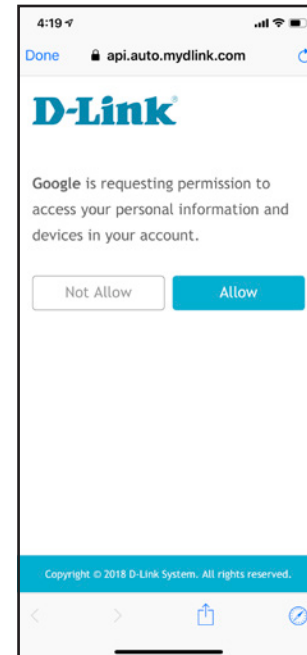 4:19
Done api.auto.mydlink.com
D-Link
Google is requesting permission to
access your personal information and
devices in your account.
Not Allow Allow
Copyright © 2018 D-Link System. All rights reserved.